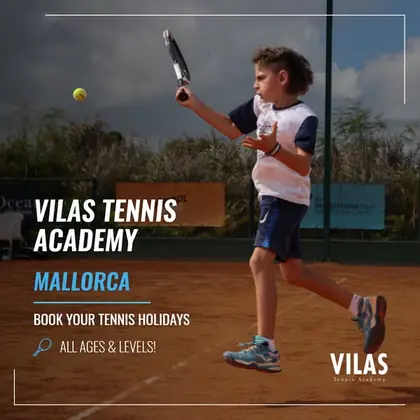 VILAS TENNIS
ACADEMY
MALLORCA
BOOK YOUR TENNIS HOLIDAYS
ALL AGES & LEVELS!
VILAS
Tennis Academy